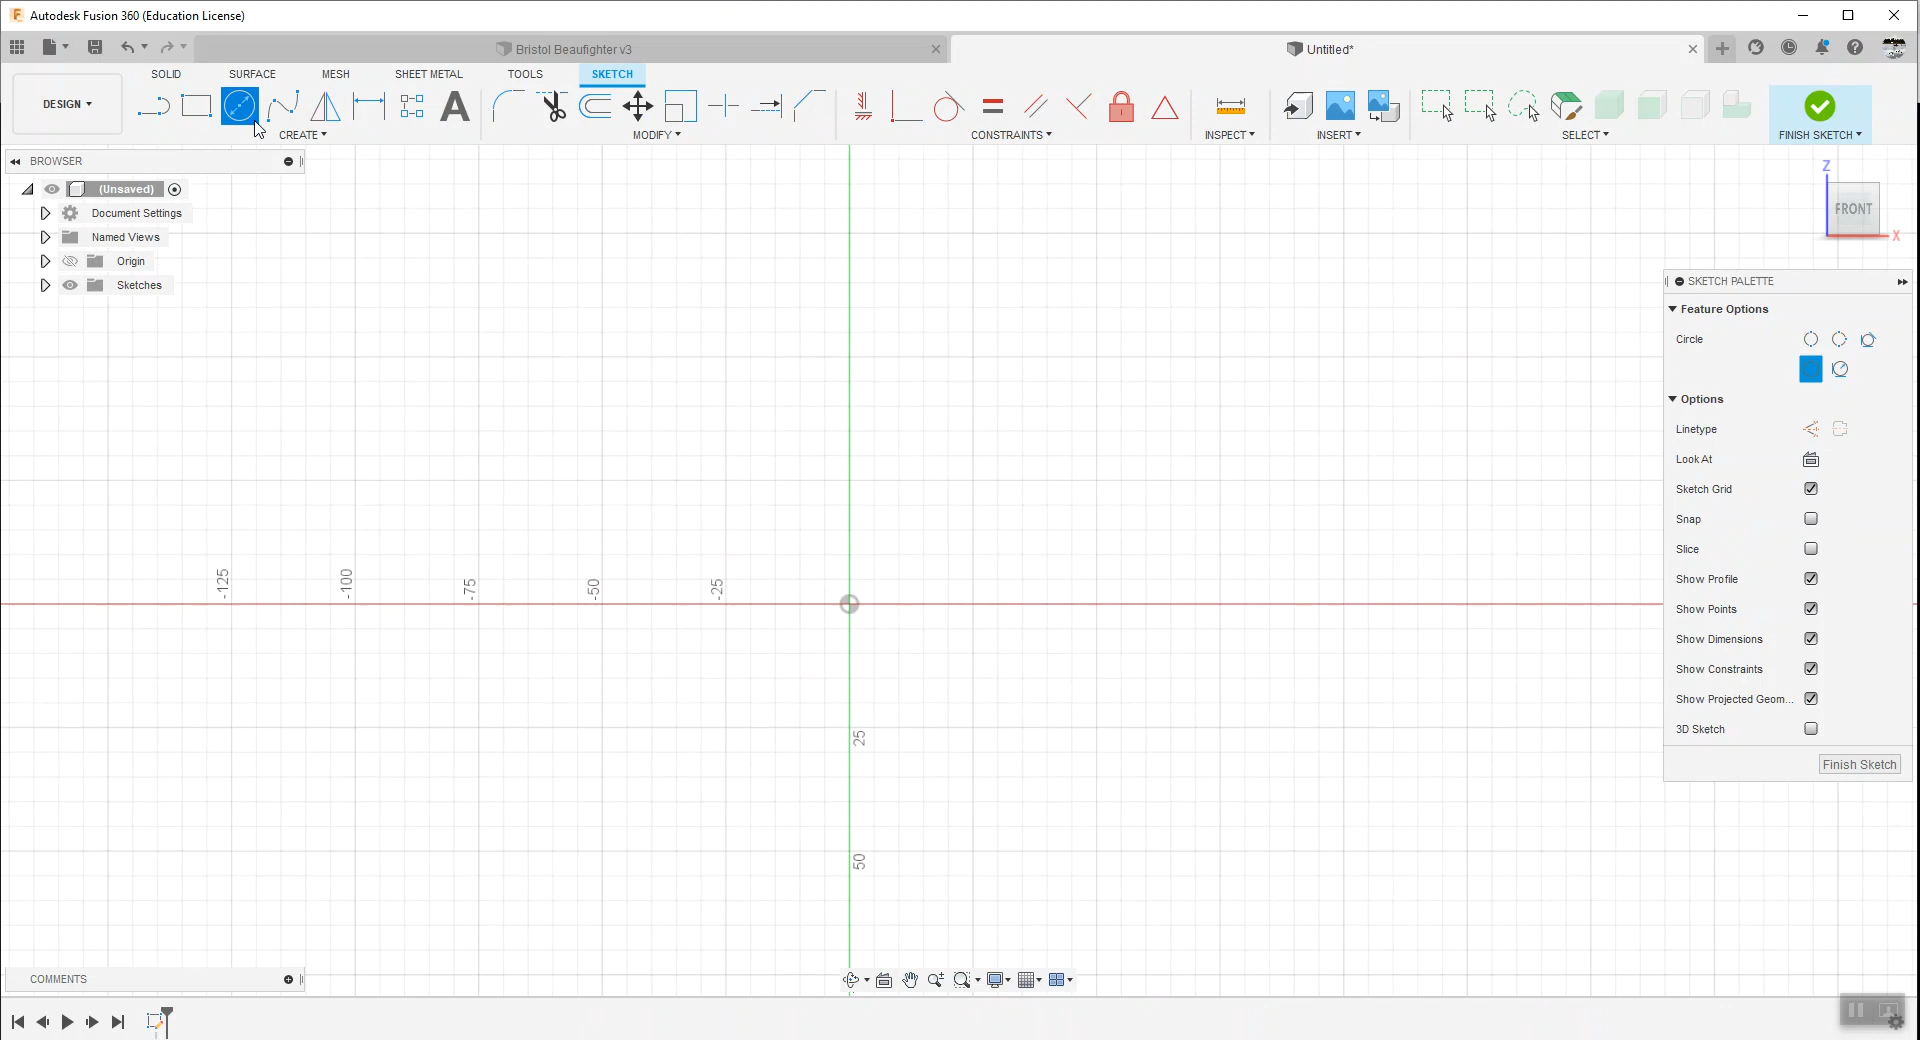 Autodesk Fusion 360 (Education License)
Bristol Beaufighter v3
Untitled*
SOLID
SURFACE
MESH
SHEET METAL
TOOLS
SKETCH
DESIGN
CREATE
MODIFY
CONSTRAINTS
INSPECT
INSERT
SELECT
FINISH SKETCH
BROWSER
(Unsaved)
Document Settings
Named Views
Origin
Sketches
Z
FRONT
X
SKETCH PALETTE
Feature Options
Circle
Options
Linetype
Look At
Sketch Grid
Snap
Slice
Show Profile
Show Points
Show Dimensions
Show Constraints
Show Projected Geom...
3D Sketch
Finish Sketch
-125
-100
-75
-50
-25
25
50
COMMENTS